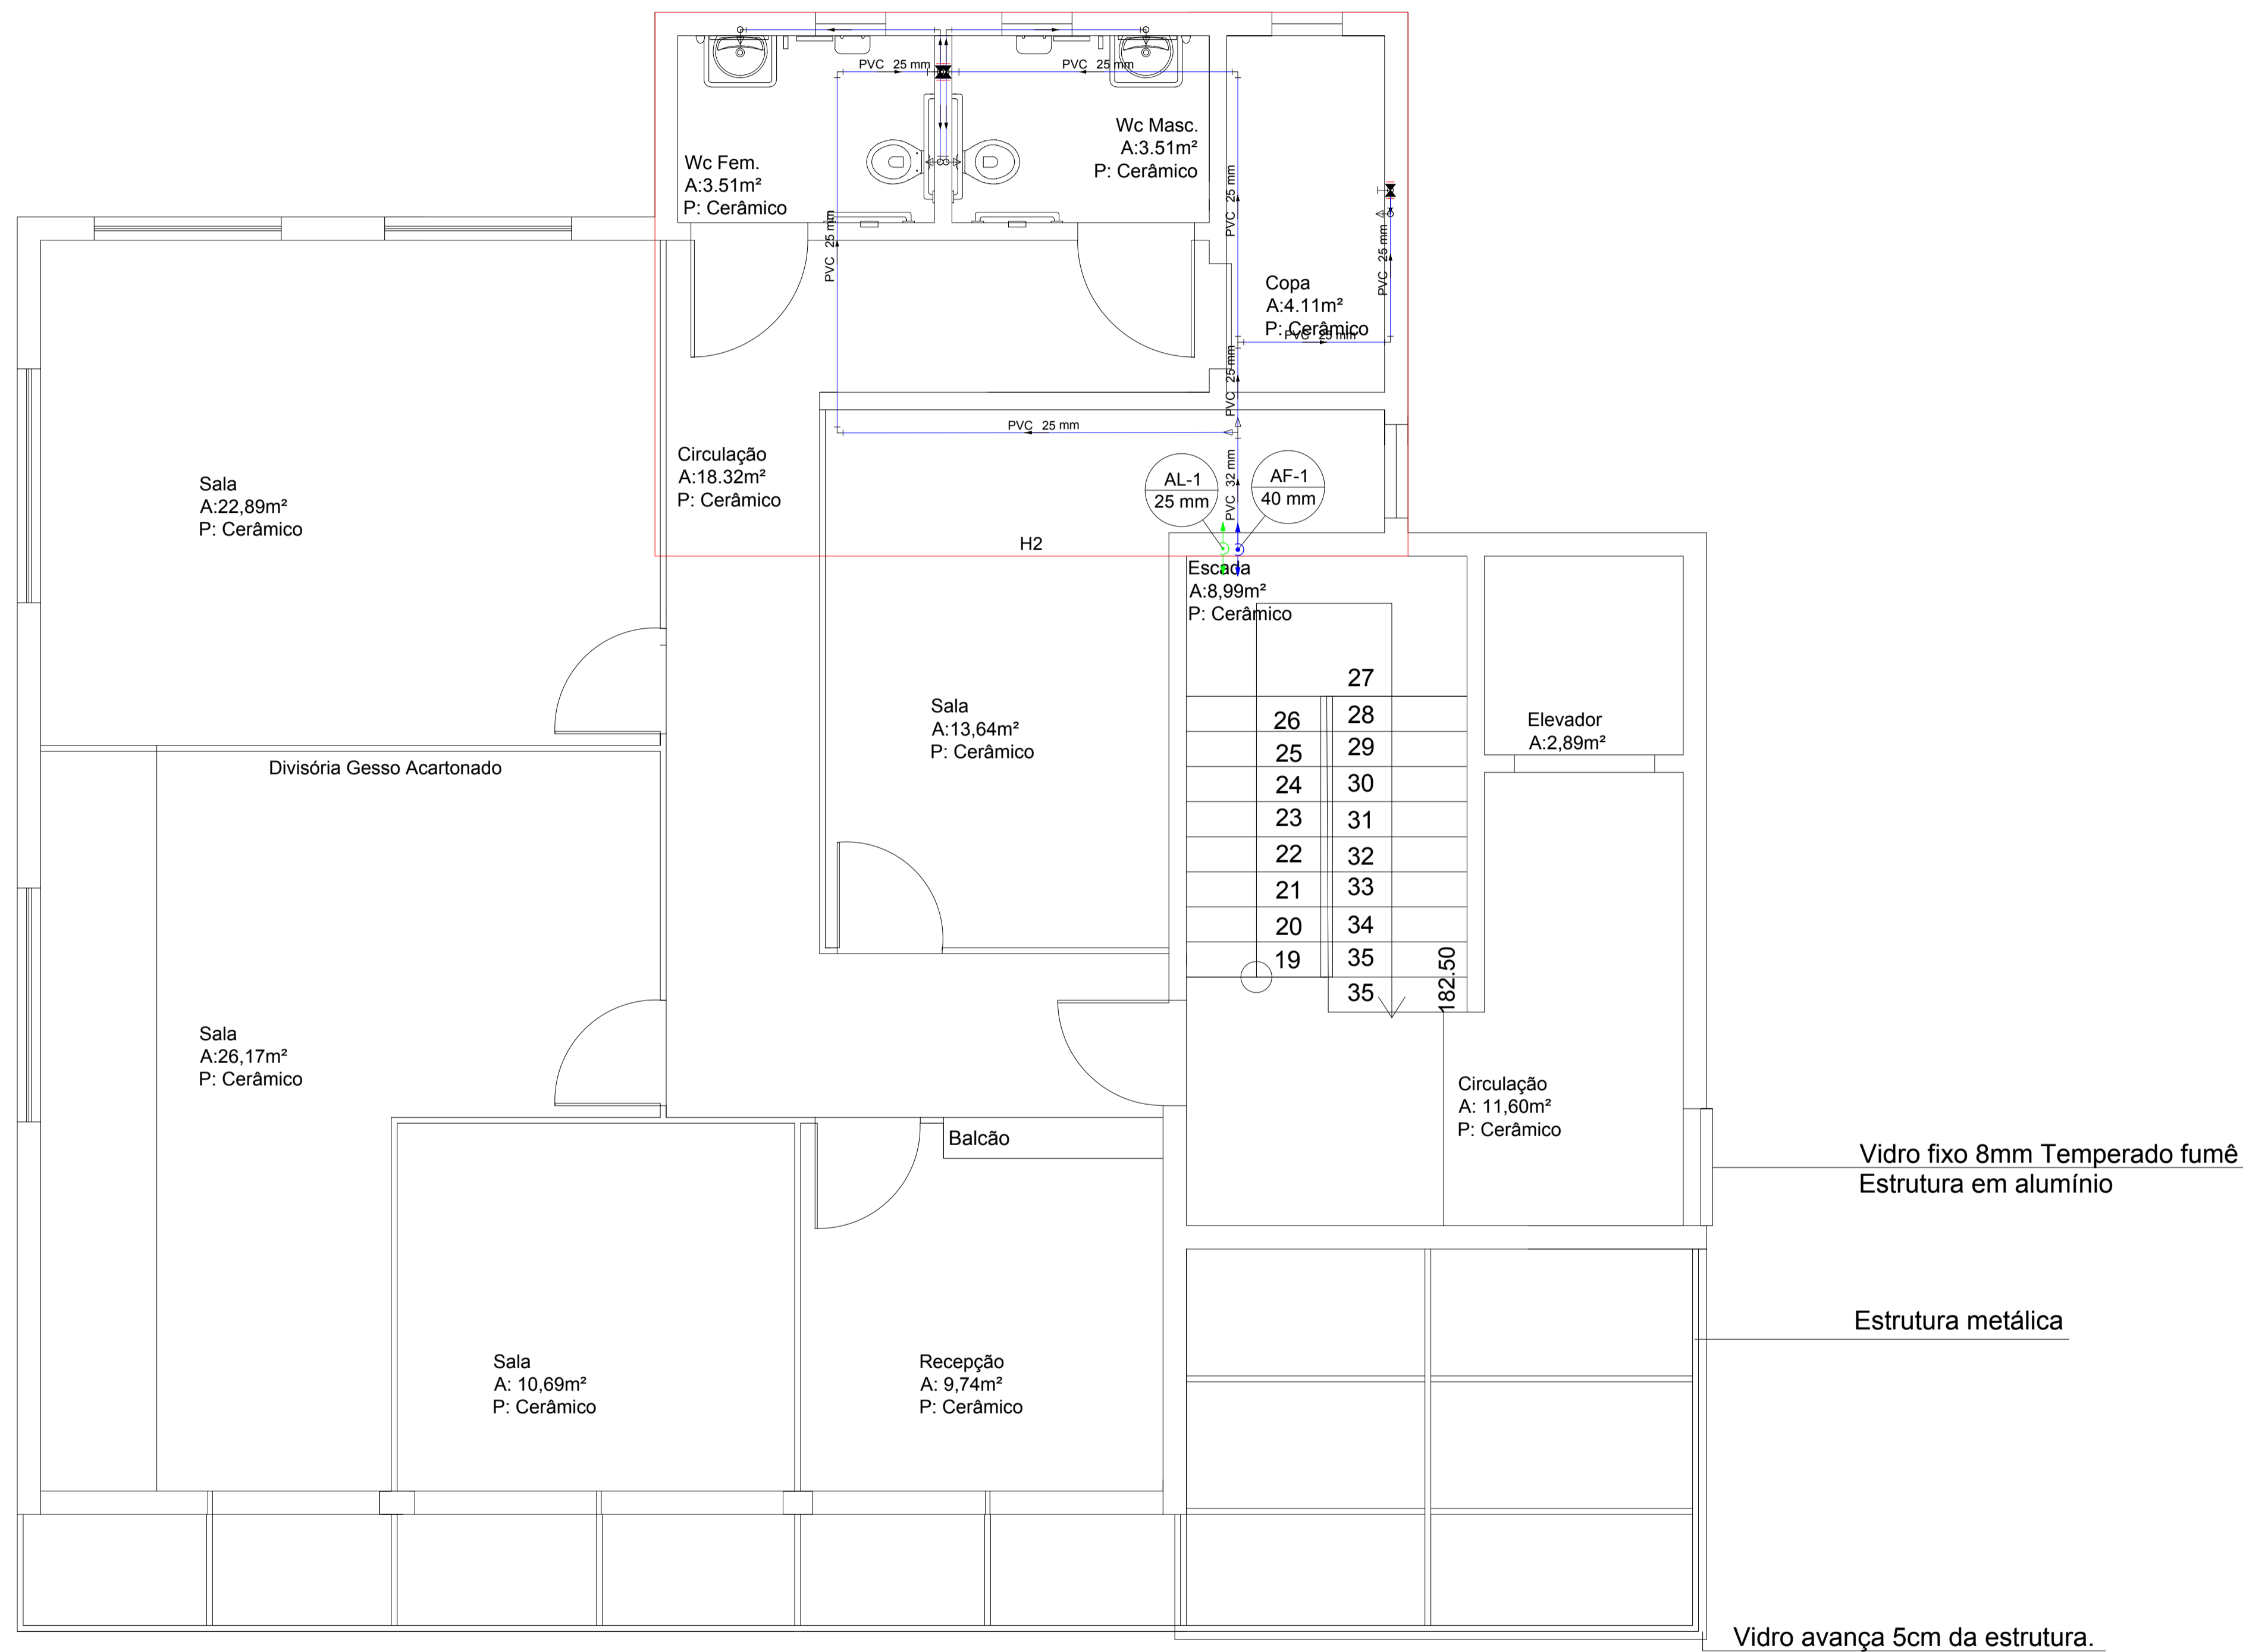 PVC 25 mm
PVC 25 mm
Wc Masc.
A:3.51m²
P: Cerâmico
Wc Fem.
A:3.51m²
P: Cerâmico
PVC 25 mm
PVC 25 mm
PVC 25 mm
Copa
A:4.11m²
P: Cerâmico
PVC 25 mm
PVC 25 mm
PVC 25 mm
PVC 32 mm
Circulação
A:18.32m²
P: Cerâmico
Sala
A:22,89m²
P: Cerâmico
AL-1
25 mm
AF-1
40 mm
H2
Escada
A:8,99m²
P: Cerâmico
27
26
28
25
29
24
30
23
31
22
32
21
33
20
34
19
35
35
182.50
Elevador
A:2,89m²
Sala
A:13,64m²
P: Cerâmico
Divisória Gesso Acartonado
Sala
A:26,17m²
P: Cerâmico
Circulação
A: 11,60m²
P: Cerâmico
Balcão
Vidro fixo 8mm Temperado fumê
Estrutura em alumínio
Estrutura metálica
Sala
A: 10,69m²
P: Cerâmico
Recepção
A: 9,74m²
P: Cerâmico
Vidro avança 5cm da estrutura.